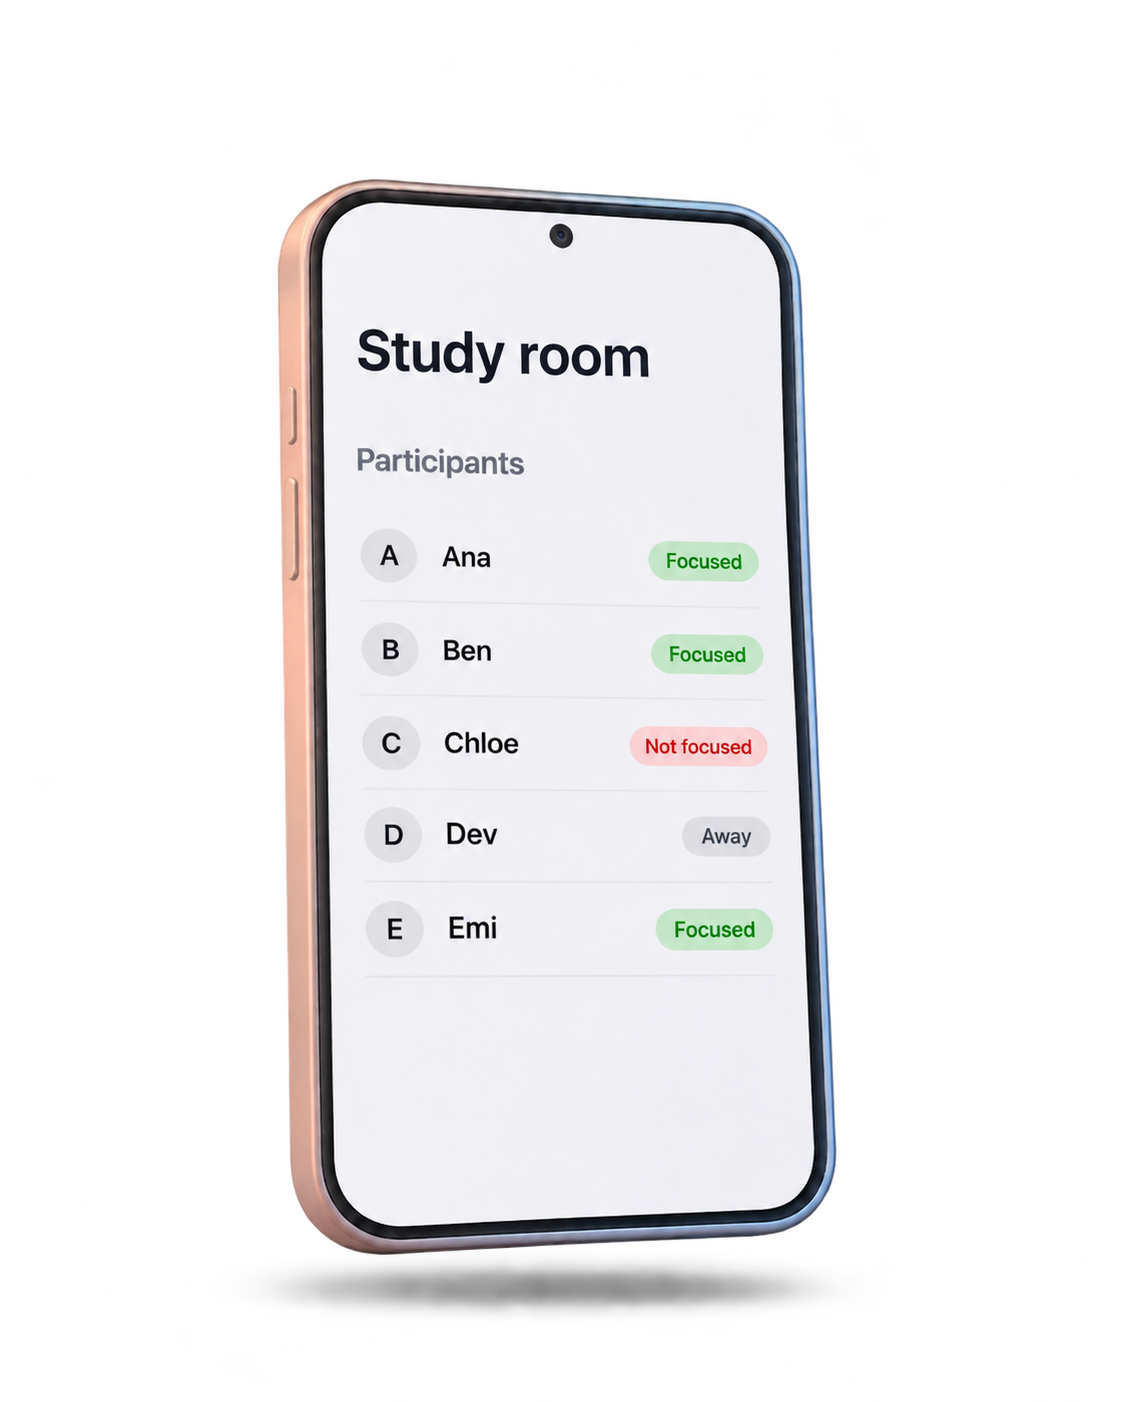 Study room
Participants
A Ana Focused
B Ben Focused
C Chloe Not focused
D Dev Away
E Emi Focused